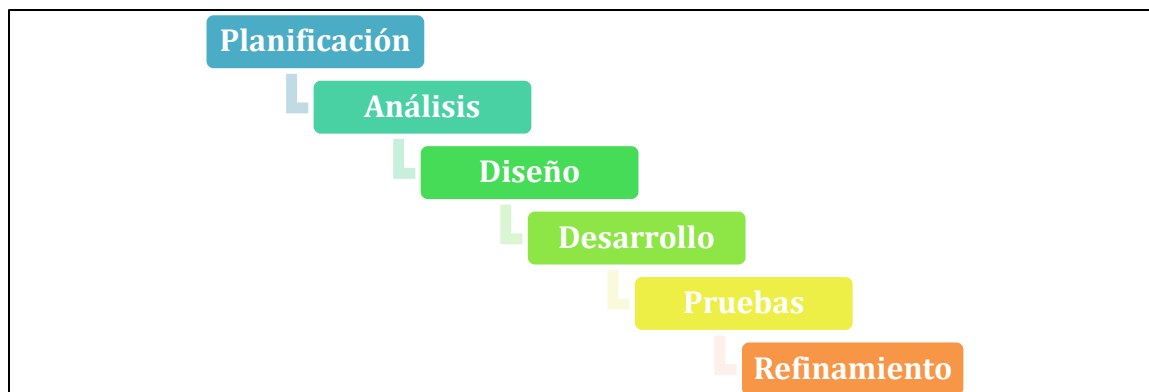 Planificación
Análisis
Diseño
Desarrollo
Pruebas
Refinamiento